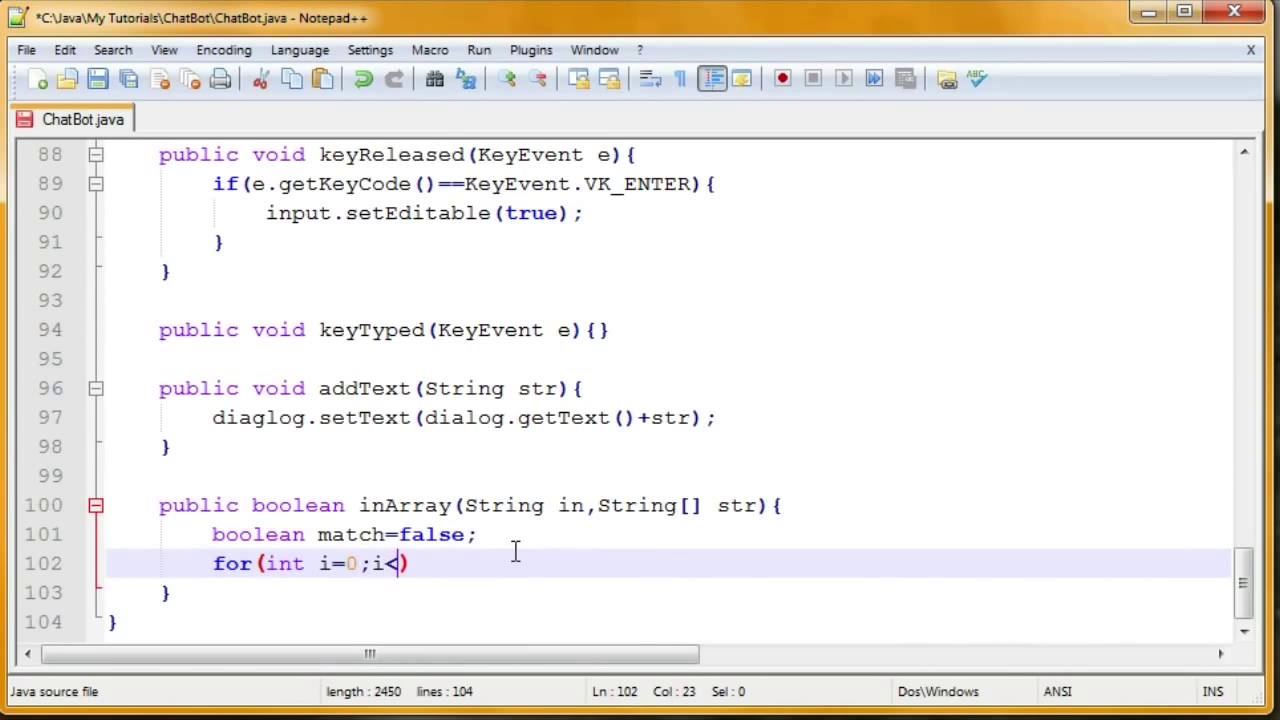 *C:\Java\My Tutorials\ChatBot\ChatBot.java - Notepad++
File Edit Search View Encoding Language Settings Macro Run Plugins Window ? X
ABC
ChatBot.java
88 public void keyReleased(KeyEvent e){
89 if(e.getKeyCode()==KeyEvent.VK_ENTER){
90 input.setEditable(true);
91 }
92 }
93
94 public void keyTyped(KeyEvent e){}
95
96 public void addText(String str){
97 diaglog.setText(dialog.getText()+str);
98 }
99
100 public boolean inArray(String in,String[] str){
101 boolean match=false;
102 for(int i=0;i<)
103 }
104 }
Java source file length : 2450 lines : 104 Ln : 102 Col : 23 Sel : 0 Dos\Windows ANSI INS